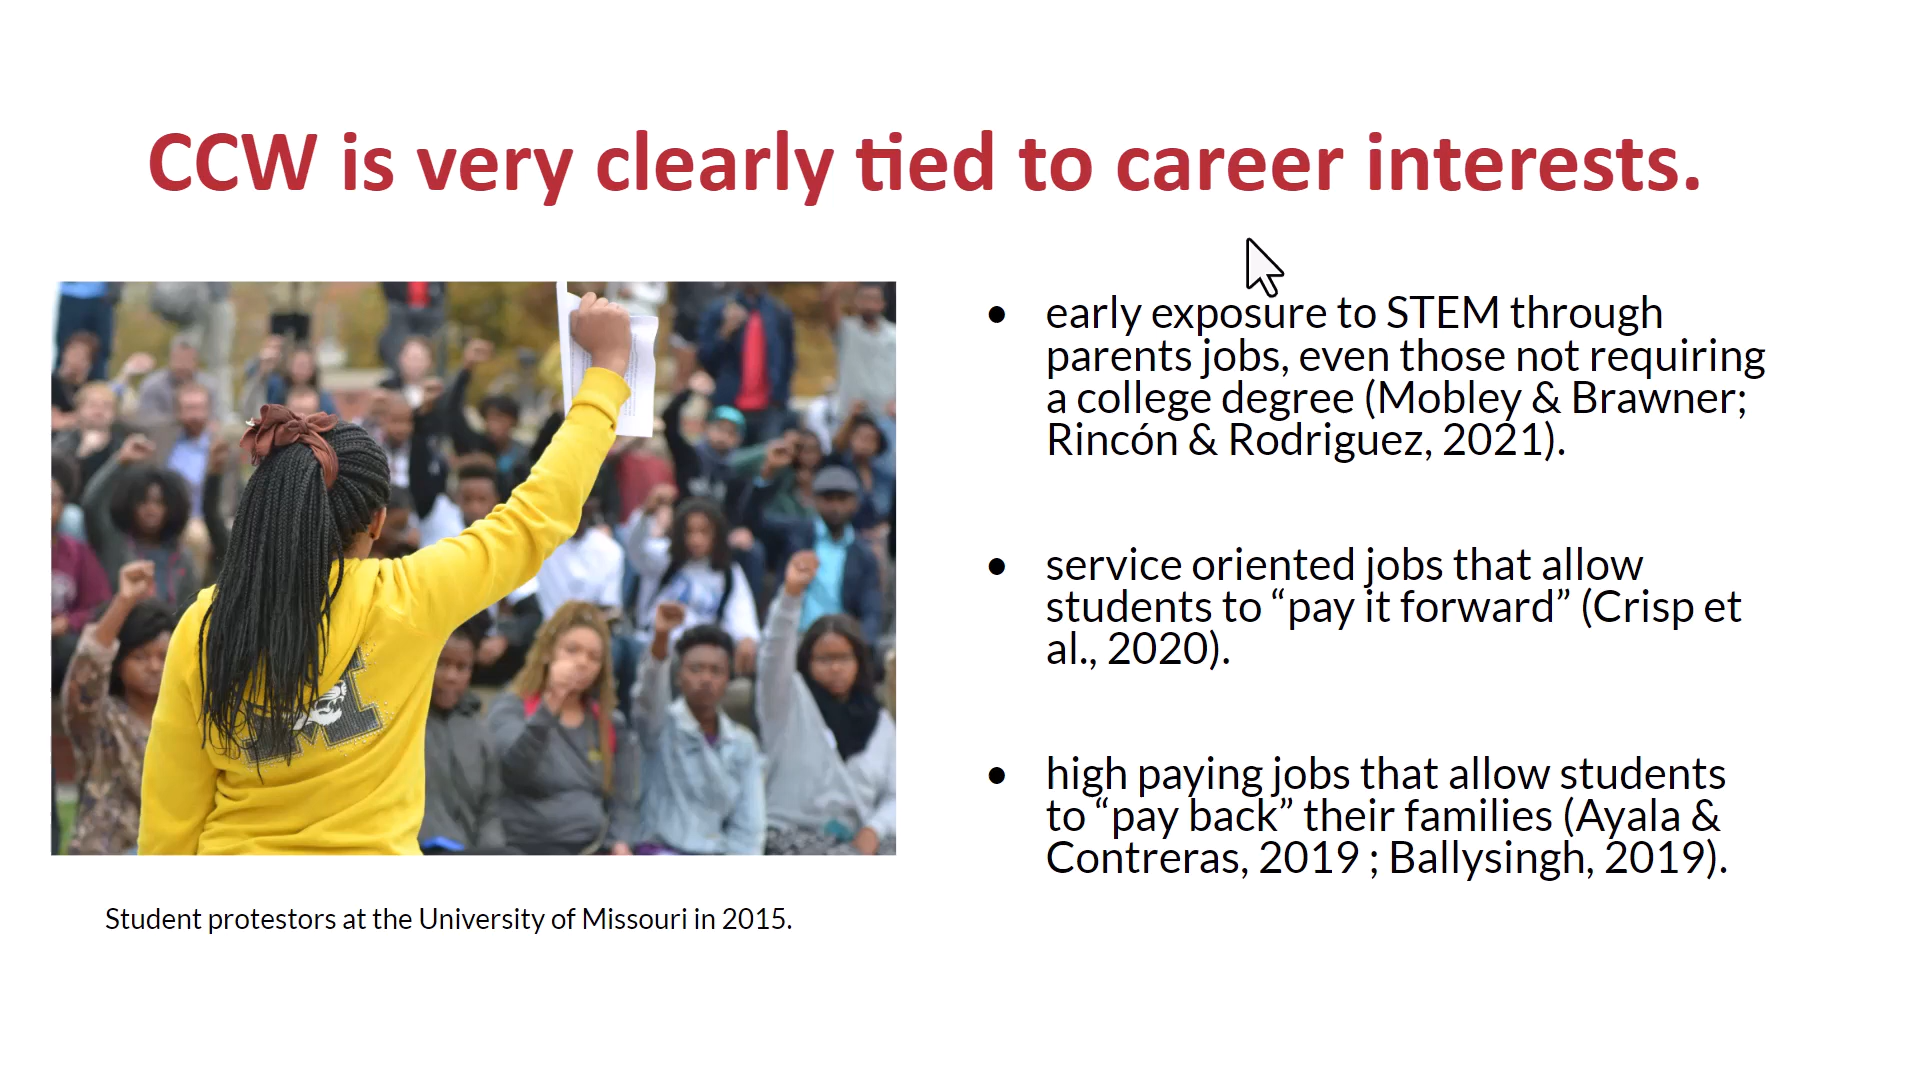 CCW is very clearly tied to career interests.
• early exposure to STEM through
parents jobs, even those not requiring
a college degree (Mobley & Brawner;
Rincón & Rodriguez, 2021).
• service oriented jobs that allow
students to “pay it forward” (Crisp et
al., 2020).
• high paying jobs that allow students
to “pay back” their families (Ayala &
Contreras, 2019 ; Ballysingh, 2019).
M
Student protestors at the University of Missouri in 2015.